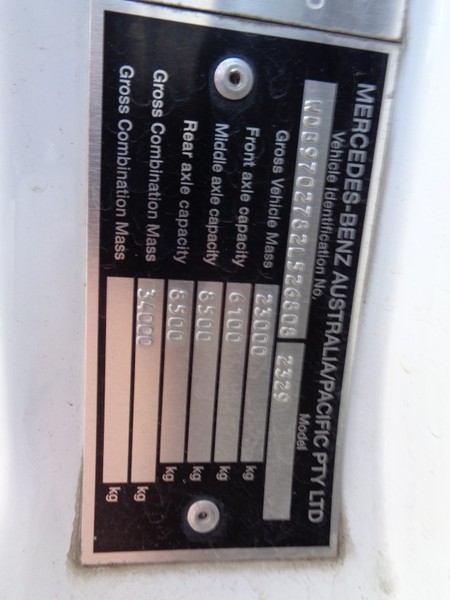 MERCEDES-BENZ AUSTRALIA/PACIFIC PTY LTD
Vehicle Identification No. Model
WDB9702782L526808 2329
Gross Vehicle Mass 23000
Front axle capacity 6100 kg
Middle axle capacity 8500 kg
Rear axle capacity 8500 kg
Gross Combination Mass 34000 kg
Gross Combination Mass kg